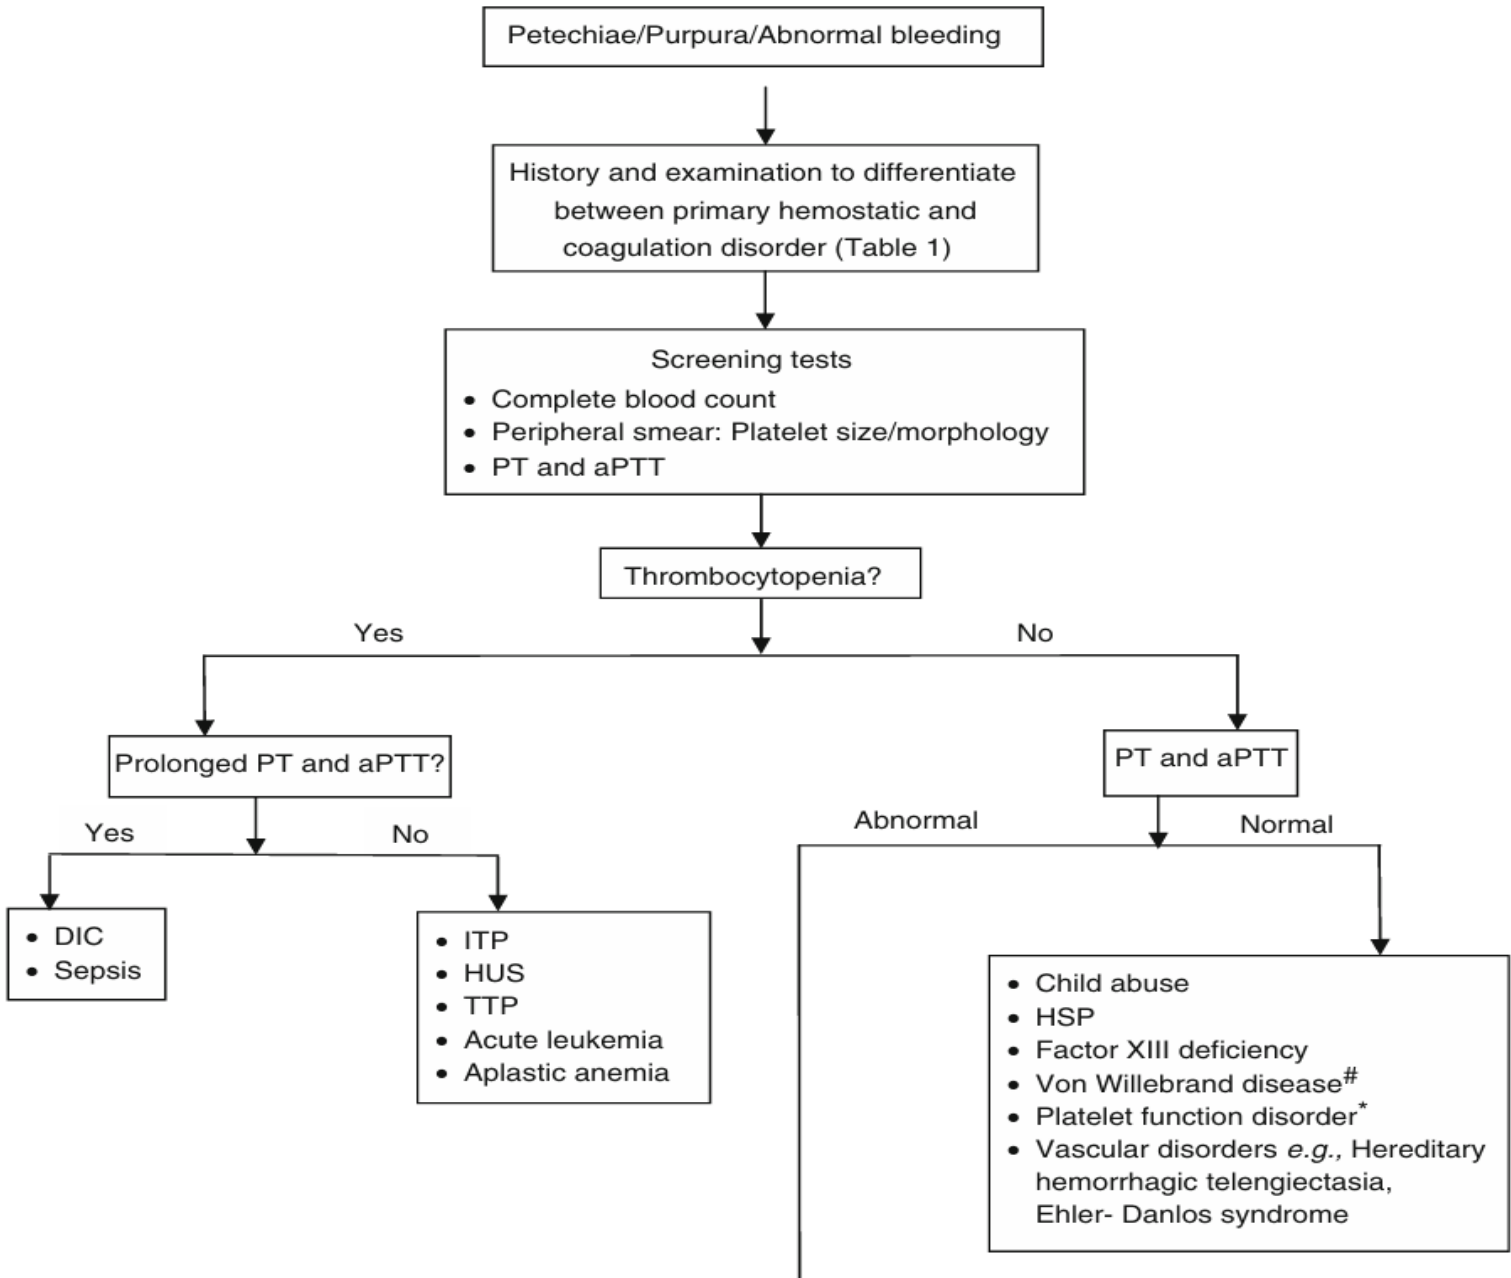 Petechiae/Purpura/Abnormal bleeding
History and examination to differentiate
between primary hemostatic and
coagulation disorder (Table 1)
Screening tests
• Complete blood count
• Peripheral smear: Platelet size/morphology
• PT and aPTT
Thrombocytopenia?
Yes
No
Prolonged PT and aPTT?
Yes
No
• DIC
• Sepsis
• ITP
• HUS
• TTP
• Acute leukemia
• Aplastic anemia
PT and aPTT
Abnormal
Normal
• Child abuse
• HSP
• Factor XIII deficiency
• Von Willebrand disease#
• Platelet function disorder*
• Vascular disorders e.g., Hereditary
hemorrhagic telengiectasia,
Ehler- Danlos syndrome